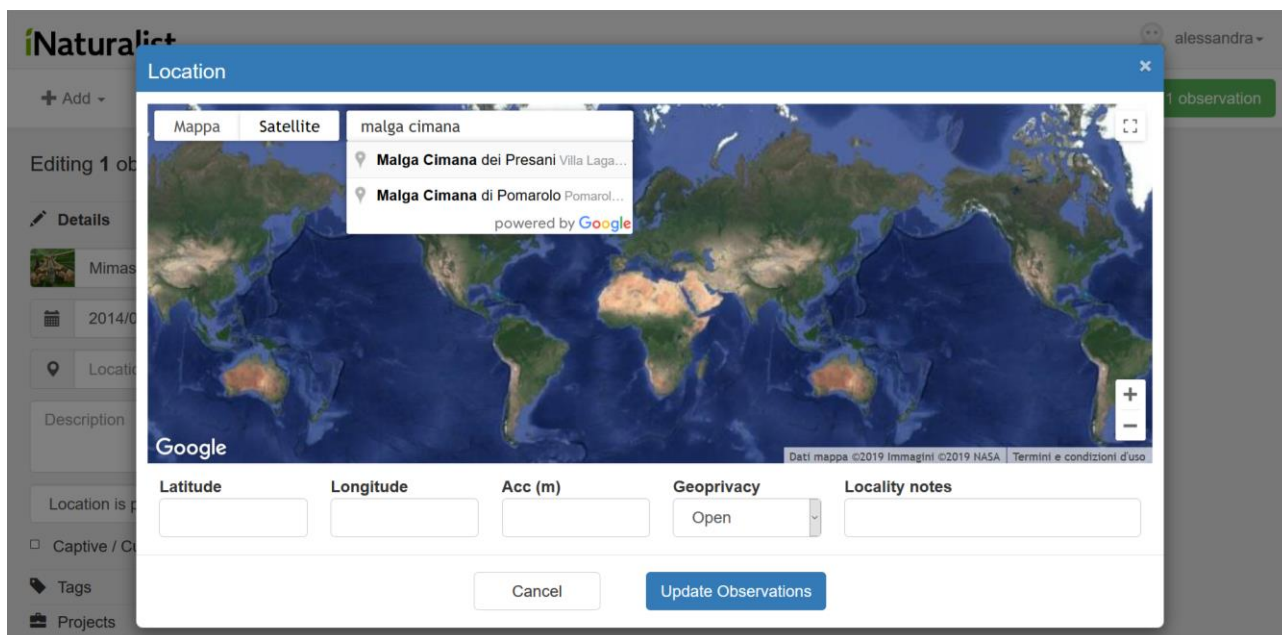 iNaturalist
alessandra
+ Add
1 observation
Location
×
Mappa Satellite malga cimana
Malga Cimana dei Presani Villa Laga...
Malga Cimana di Pomarolo Pomarol...
powered by Google
Editing 1 ob
Details
Mimas
2014/0
Locatio
Description
Location is p
Captive / Cu
Tags
Projects
+
−
Google
Dati mappa ©2019 Immagini ©2019 NASA Termini e condizioni d'uso
Latitude Longitude Acc (m) Geoprivacy Locality notes
Open
Cancel Update Observations